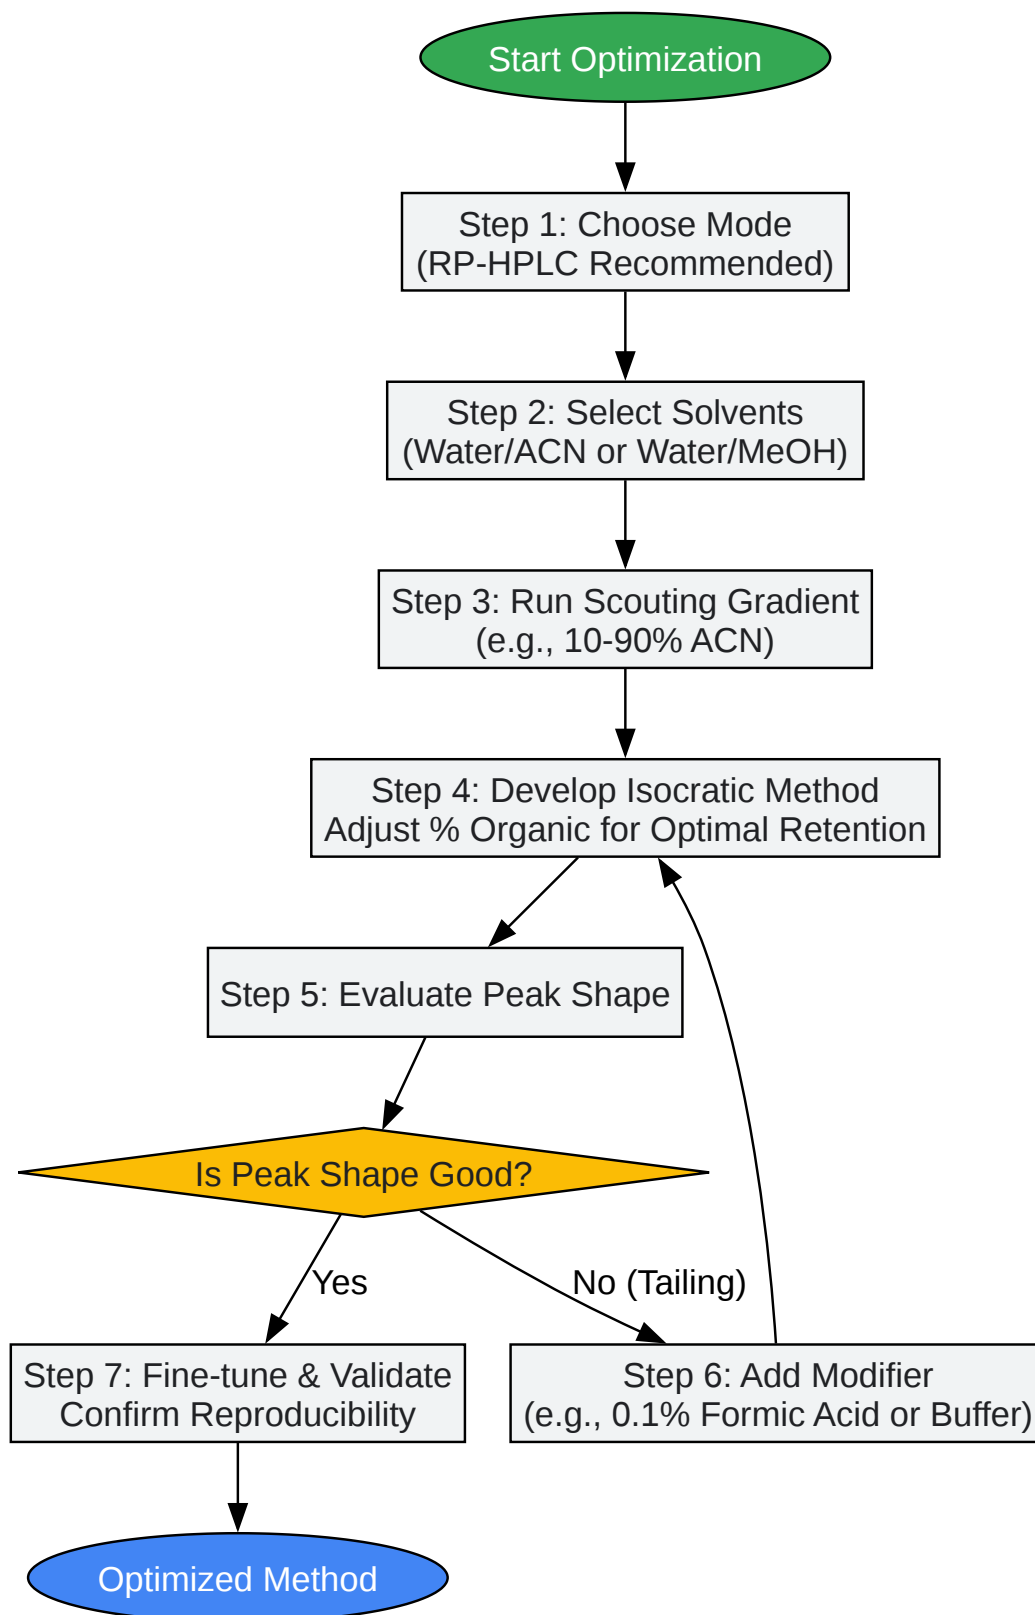 Start Optimization
Step 1: Choose Mode
(RP-HPLC Recommended)
Step 2: Select Solvents
(Water/ACN or Water/MeOH)
Step 3: Run Scouting Gradient
(e.g., 10-90% ACN)
Step 4: Develop Isocratic Method
Adjust % Organic for Optimal Retention
Step 5: Evaluate Peak Shape
Is Peak Shape Good?
Yes
No (Tailing)
Step 7: Fine-tune & Validate
Confirm Reproducibility
Step 6: Add Modifier
(e.g., 0.1% Formic Acid or Buffer)
Optimized Method